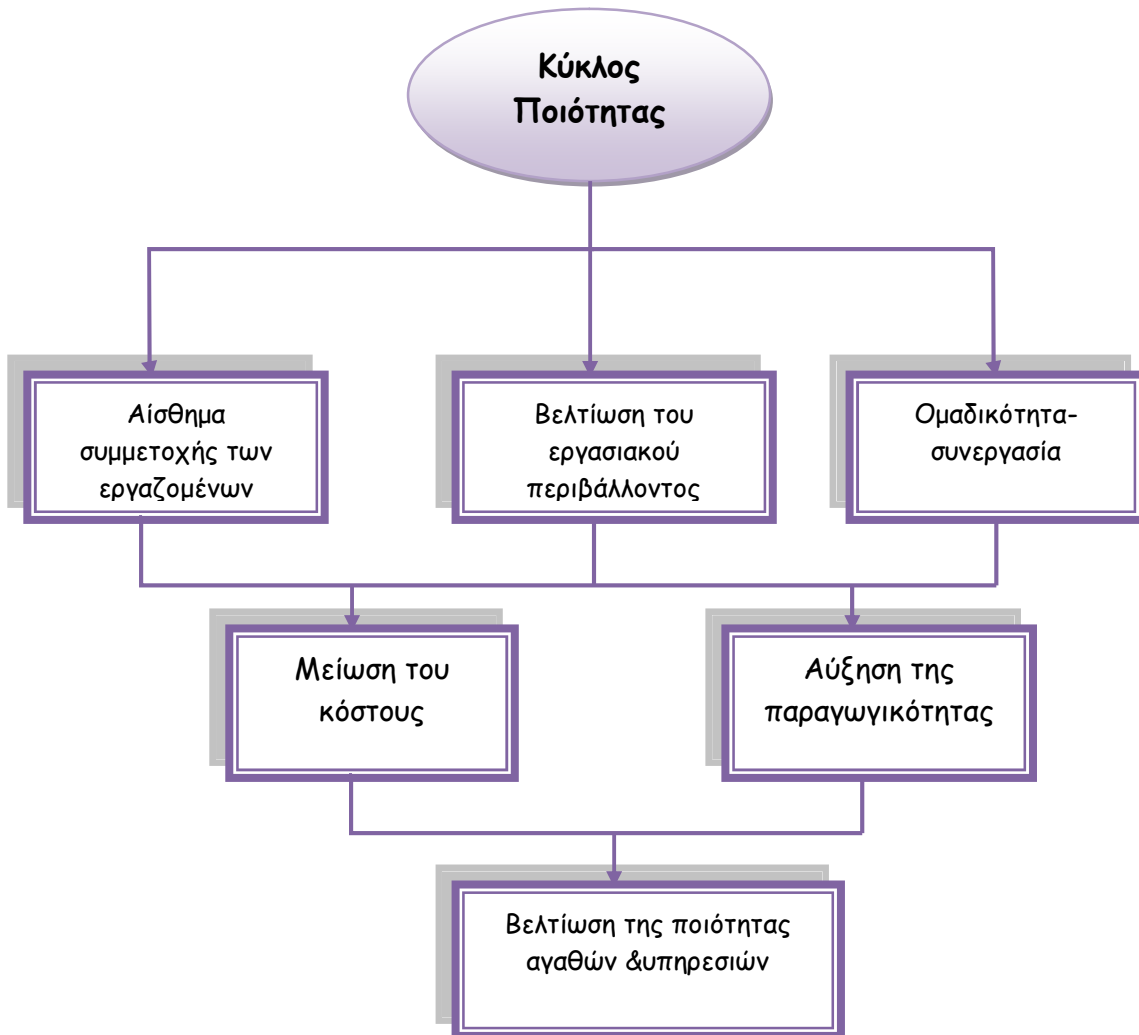 Κύκλος
Ποιότητας
Αίσθημα
συμμετοχής των
εργαζομένων
Βελτίωση του
εργασιακού
περιβάλλοντος
Ομαδικότητα-
συνεργασία
Μείωση του
κόστους
Αύξηση της
παραγωγικότητας
Βελτίωση της ποιότητας
αγαθών &υπηρεσιών